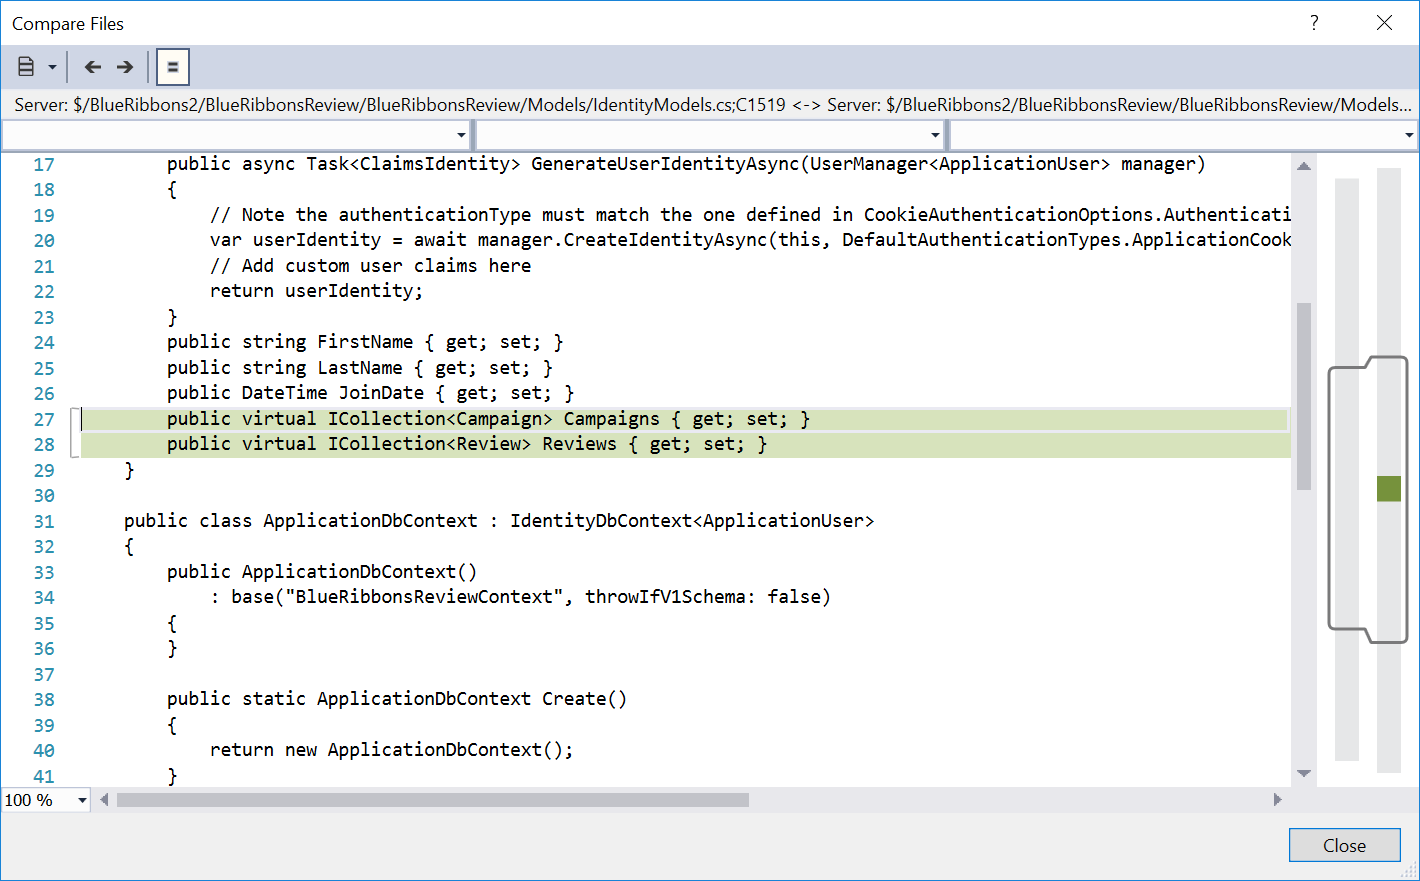 Compare Files
?
Server: $/BlueRibbons2/BlueRibbonsReview/BlueRibbonsReview/Models/IdentityModels.cs;C1519 <-> Server: $/BlueRibbons2/BlueRibbonsReview/BlueRibbonsReview/Models...
17 public async Task<ClaimsIdentity> GenerateUserIdentityAsync(UserManager<ApplicationUser> manager)
18 {
19 // Note the authenticationType must match the one defined in CookieAuthenticationOptions.Authenticati
20 var userIdentity = await manager.CreateIdentityAsync(this, DefaultAuthenticationTypes.ApplicationCook
21 // Add custom user claims here
22 return userIdentity;
23 }
24 public string FirstName { get; set; }
25 public string LastName { get; set; }
26 public DateTime JoinDate { get; set; }
27 public virtual ICollection<Campaign> Campaigns { get; set; }
28 public virtual ICollection<Review> Reviews { get; set; }
29 }
30
31 public class ApplicationDbContext : IdentityDbContext<ApplicationUser>
32 {
33 public ApplicationDbContext()
34 : base("BlueRibbonsReviewContext", throwIfV1Schema: false)
35 {
36 }
37
38 public static ApplicationDbContext Create()
39 {
40 return new ApplicationDbContext();
41 }
100 %
Close